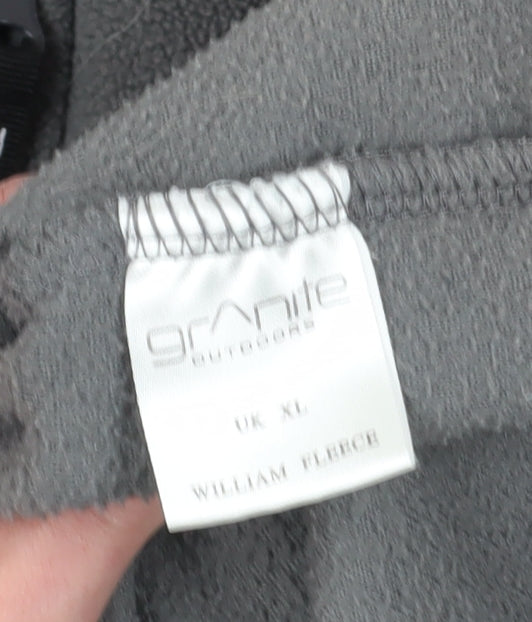 grAnite
OUTDOORS
UK XL
WILLIAM FLEECE